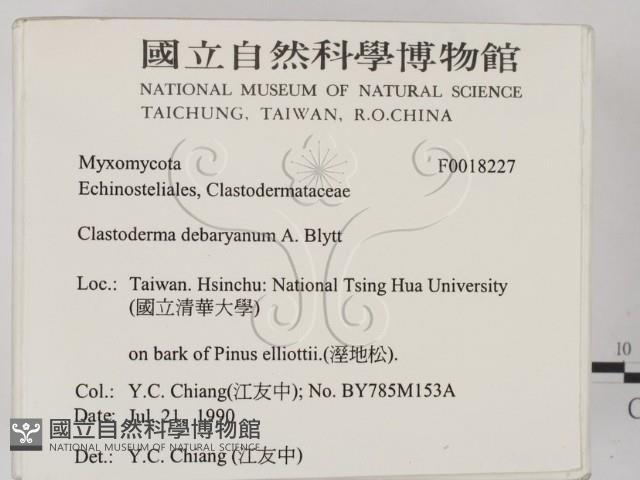 國立自然科學博物館
NATIONAL MUSEUM OF NATURAL SCIENCE
TAICHUNG, TAIWAN, R.O.CHINA
Myxomycota F0018227
Echinosteliales, Clastodermataceae
Clastoderma debaryanum A. Blytt
Loc.: Taiwan. Hsinchu: National Tsing Hua University
(國立清華大學)
on bark of Pinus elliottii.(溼地松).
Col.: Y.C. Chiang(江友中); No. BY785M153A
Date: Jul. 21, 1990
國立自然科學博物館
NATIONAL MUSEUM OF NATURAL SCIENCE
Det.: Y.C. Chiang (江友中)
10